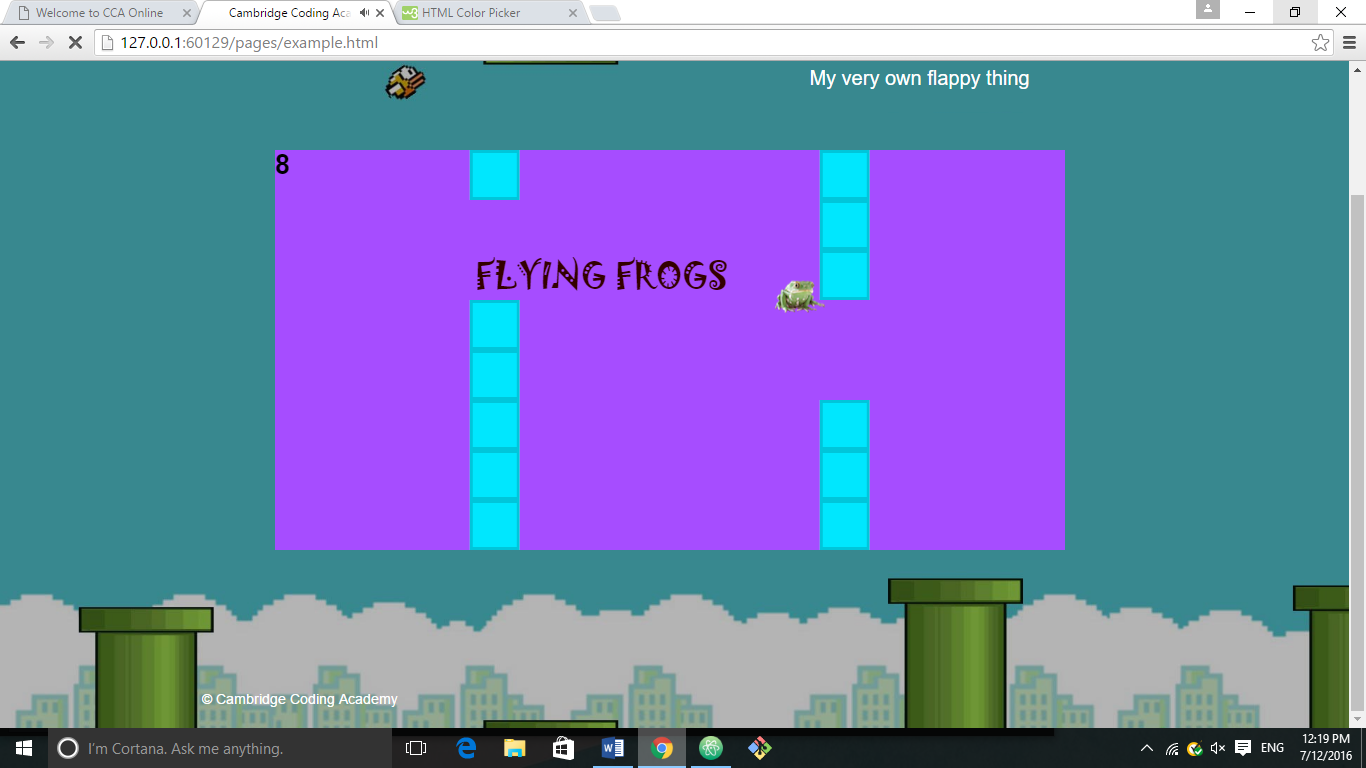 Welcome to CCA Online
Cambridge Coding Aca
HTML Color Picker
127.0.0.1:60129/pages/example.html
My very own flappy thing
8
FLYING FROGS
© Cambridge Coding Academy
I'm Cortana. Ask me anything.
ENG
12:19 PM
7/12/2016